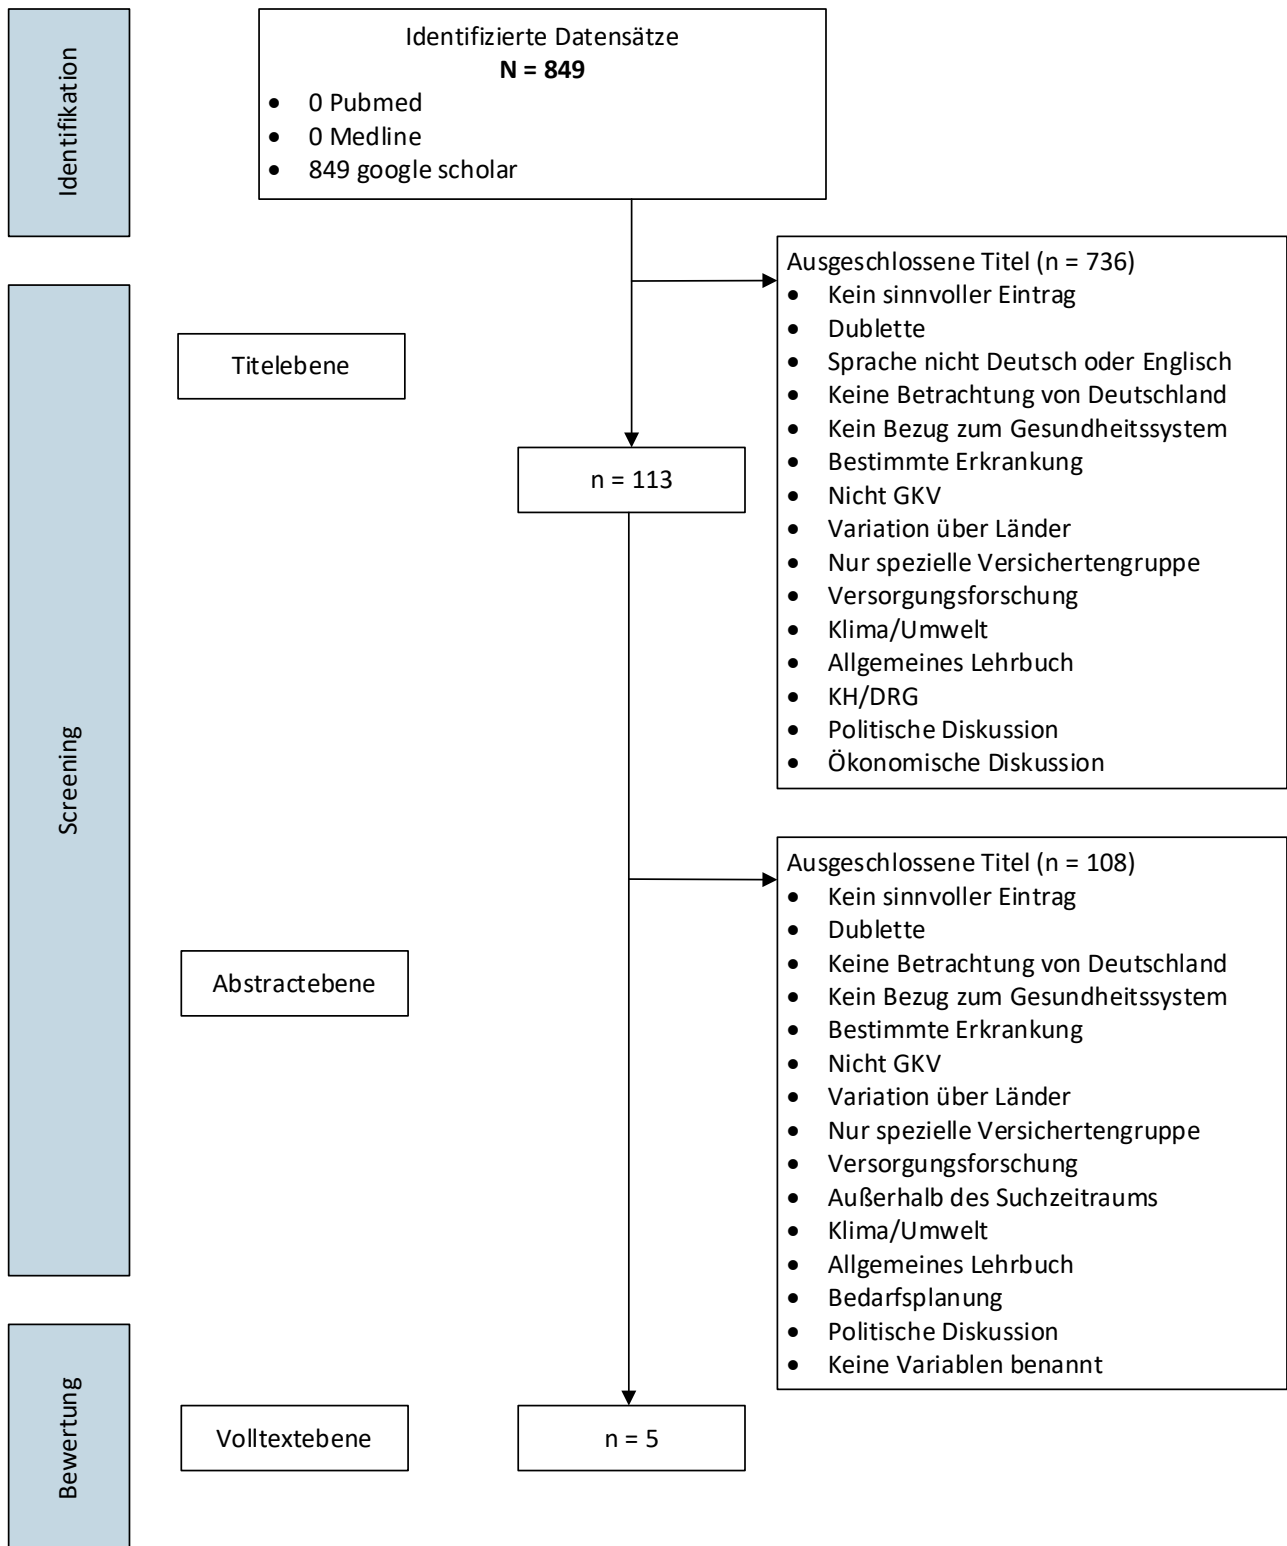 Identifikation
Identifizierte Datensätze
N = 849
• 0 Pubmed
• 0 Medline
• 849 google scholar
Screening
Titelebene
Ausgeschlossene Titel (n = 736)
• Kein sinnvoller Eintrag
• Dublette
• Sprache nicht Deutsch oder Englisch
• Keine Betrachtung von Deutschland
• Kein Bezug zum Gesundheitssystem
• Bestimmte Erkrankung
• Nicht GKV
• Variation über Länder
• Nur spezielle Versichertengruppe
• Versorgungsforschung
• Klima/Umwelt
• Allgemeines Lehrbuch
• KH/DRG
• Politische Diskussion
• Ökonomische Diskussion
n = 113
Abstractebene
Ausgeschlossene Titel (n = 108)
• Kein sinnvoller Eintrag
• Dublette
• Keine Betrachtung von Deutschland
• Kein Bezug zum Gesundheitssystem
• Bestimmte Erkrankung
• Nicht GKV
• Variation über Länder
• Nur spezielle Versichertengruppe
• Versorgungsforschung
• Außerhalb des Suchzeitraums
• Klima/Umwelt
• Allgemeines Lehrbuch
• Bedarfsplanung
• Politische Diskussion
• Keine Variablen benannt
Bewertung
Volltextebene
n = 5